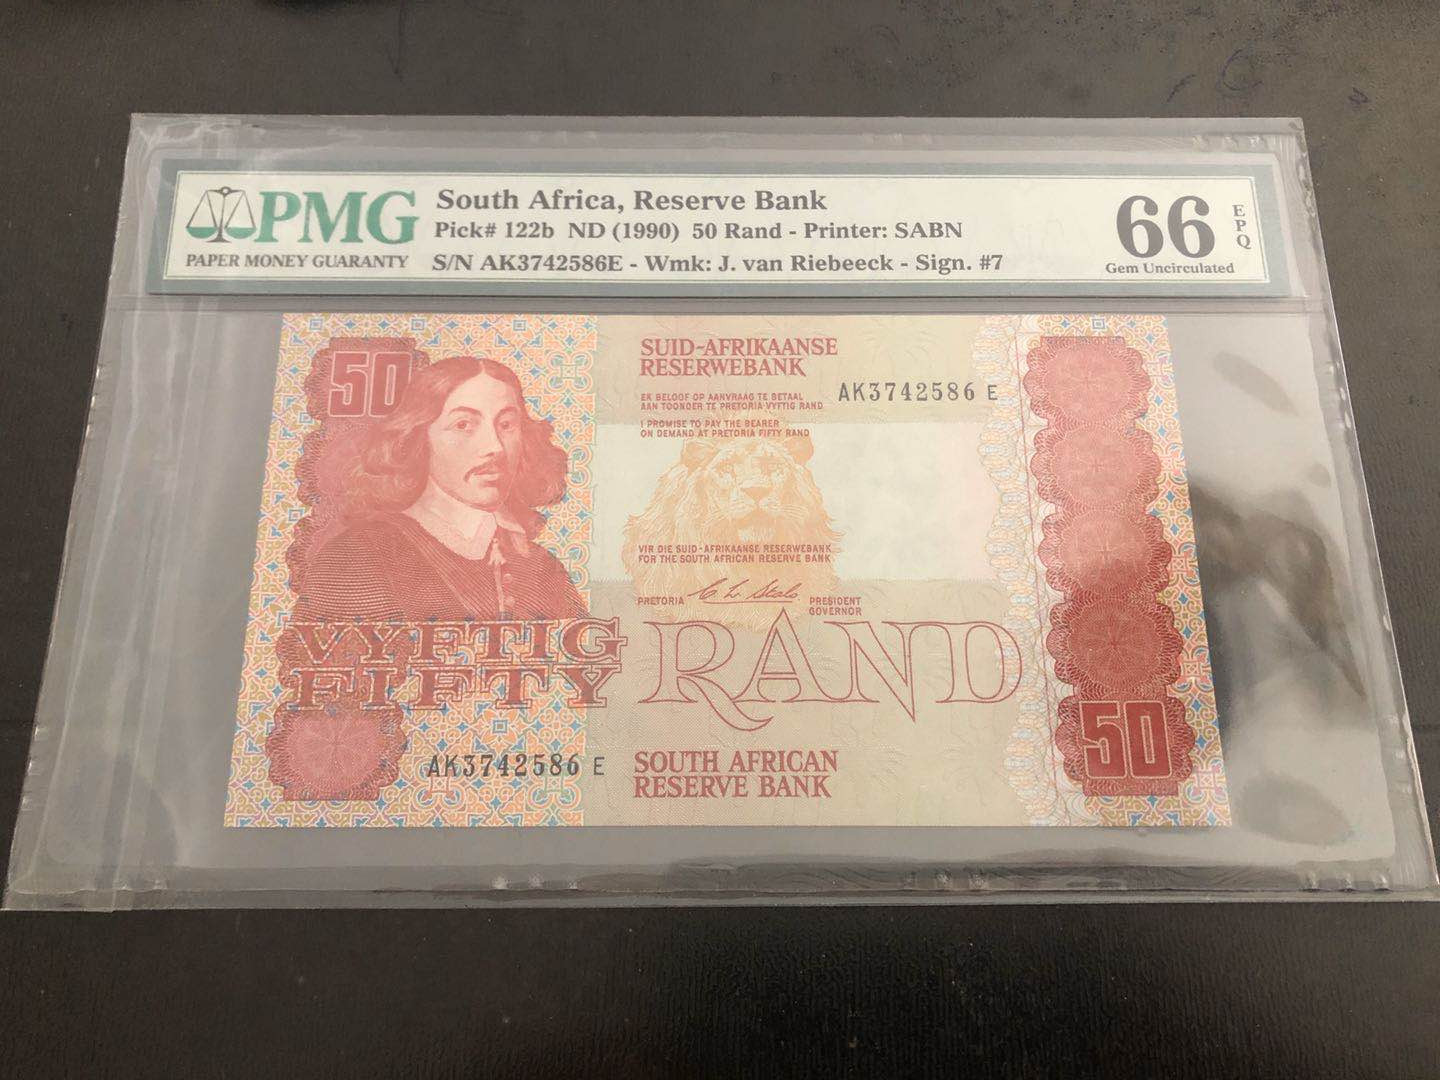 PMG
PAPER MONEY GUARANTY
South Africa, Reserve Bank
Pick# 122b ND (1990) 50 Rand - Printer: SABN
S/N AK3742586E - Wmk: J. van Riebeeck - Sign. #7
66 EPQ
Gem Uncirculated
50
SUID-AFRIKAANSE
RESERWEBANK
EK BELOOF OP AANVRAAG TE BETAAL
AAN TOONDER TE PRETORIA VYFTIG RAND
AK3742586 E
I PROMISE TO PAY THE BEARER
ON DEMAND AT PRETORIA FIFTY RAND
VIR DIE SUID-AFRIKAANSE RESERWEBANK
FOR THE SOUTH AFRICAN RESERVE BANK
PRETORIA
PRESIDENT
GOVERNOR
VYFTIG
FIFTY
RAND
50
AK3742586 E
SOUTH AFRICAN
RESERVE BANK